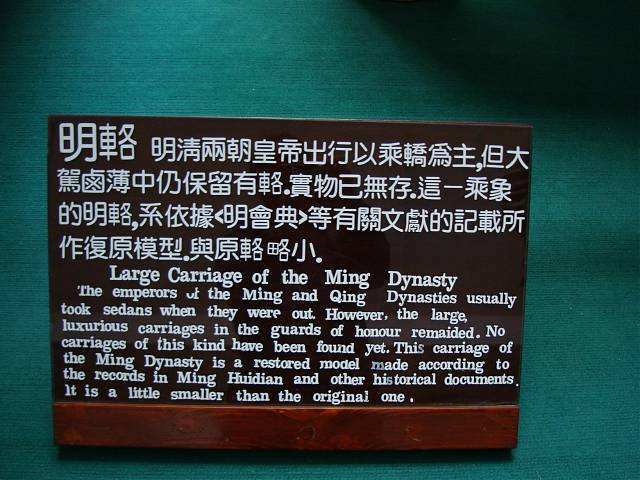 明輅 明清兩朝皇帝出行以乘轎為主,但大
駕鹵薄中仍保留有輅.實物已無存.這一乘象
的明輅,系依據<明會典>等有關文獻的記載所
作復原模型.與原輅略小.
Large Carriage of the Ming Dynasty
The emperors of the Ming and Qing Dynasties usually
took sedans when they were out. However, the large,
luxurious carriages in the guards of honour remaided. No
carriages of this kind have been found yet. This carriage of
the Ming Dynasty is a restored model made according to
the records in Ming Huidian and other historical documents.
It is a little smaller than the original one.